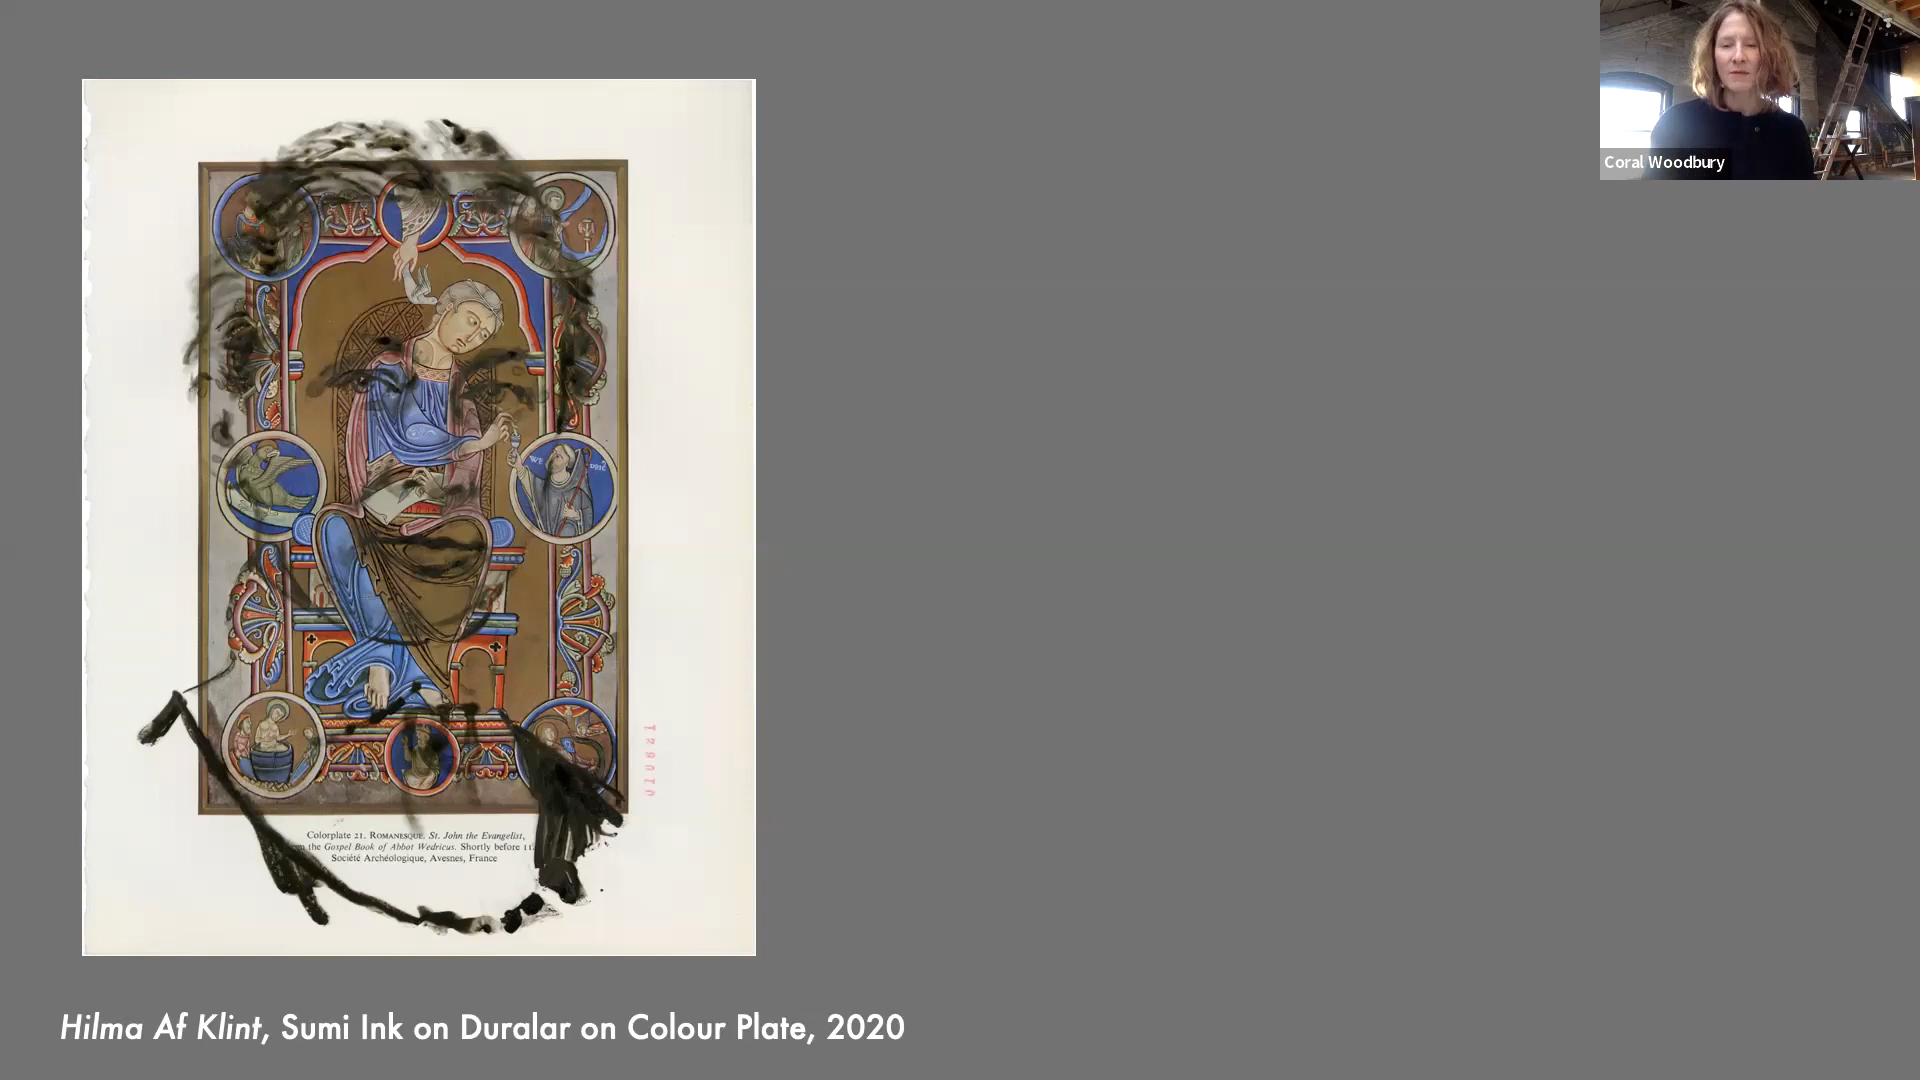 Coral Woodbury
WE
Colorplate 21. ROMANESQUE. St. John the Evangelist,
the Gospel Book of Abbot Wedricus. Shortly before
Société Archéologique, Avesnes, France
Hilma Af Klint, Sumi Ink on Duralar on Colour Plate, 2020